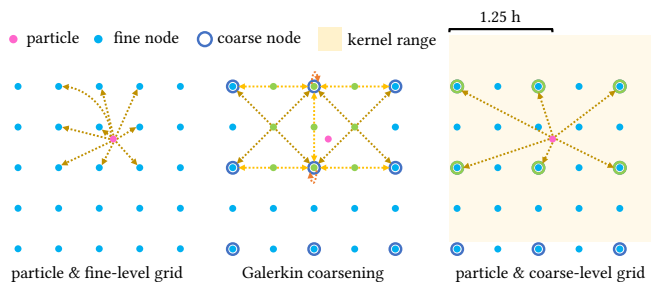 1.25 h
particle fine node coarse node kernel range
particle & fine-level grid Galerkin coarsening particle & coarse-level grid